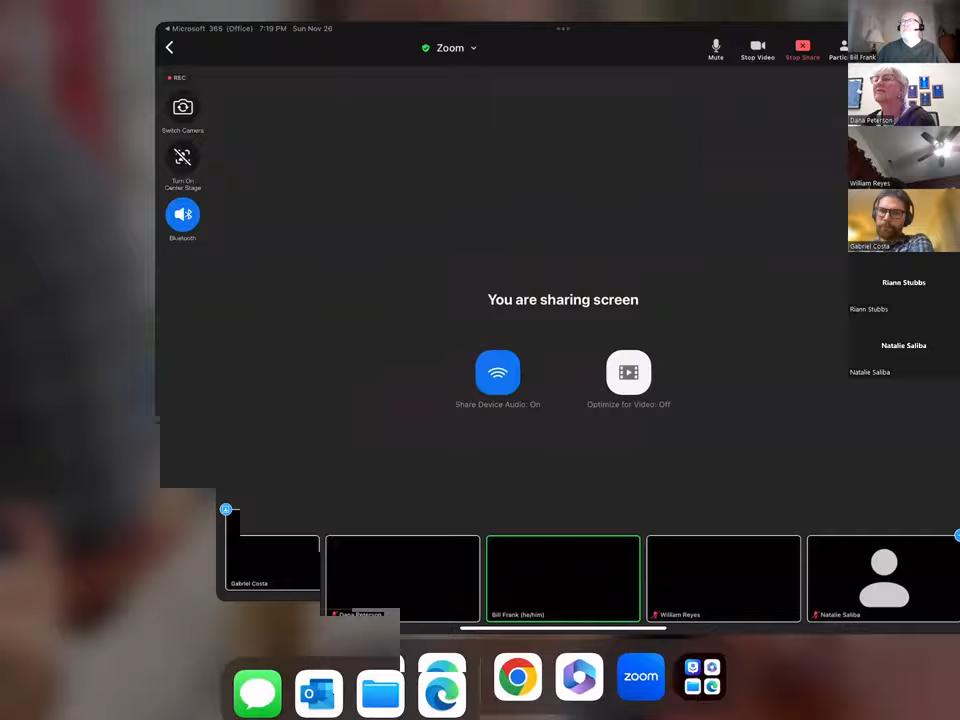 ◀ Microsoft 365 (Office) 7:19 PM Sun Nov 26
Zoom
Mute
Stop Video
Stop Share
Bill Frank
REC
Switch Camera
Dana Peterson
Turn On
Center Stage
William Reyes
Bluetooth
Gabriel Costa
Riann Stubbs
Riann Stubbs
You are sharing screen
Natalie Saliba
Natalie Saliba
Share Device Audio: On
Optimize for Video: Off
Gabriel Costa
Dana Peterson
Bill Frank (he/him)
William Reyes
Natalie Saliba
zoom